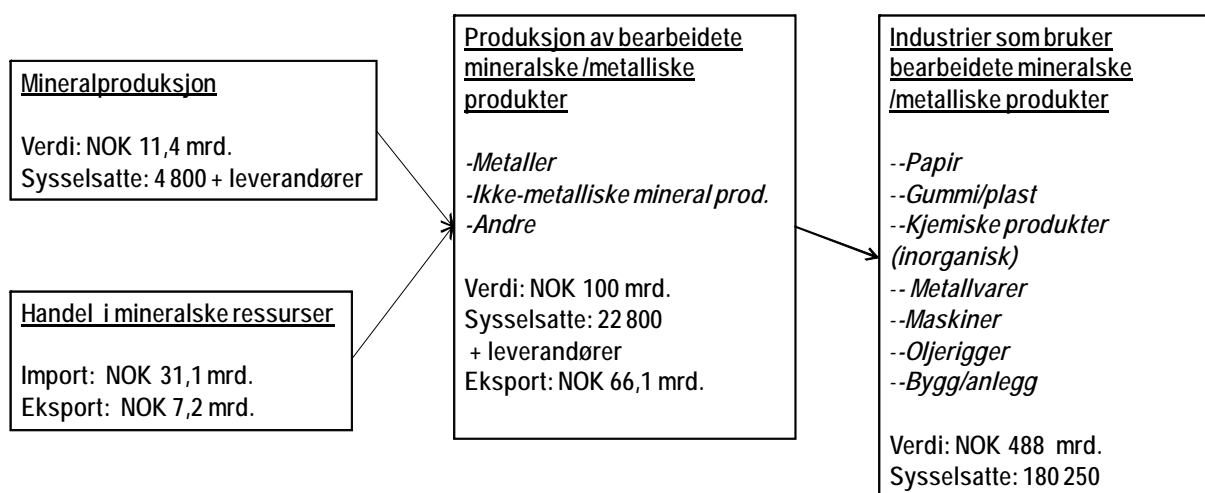 Mineralproduksjon
Verdi: NOK 11,4 mrd.
Sysselsatte: 4 800 + leverandører
Handel i mineralske ressurser
Import: NOK 31,1 mrd.
Eksport: NOK 7,2 mrd.
Produksjon av bearbeidete
mineralske /metalliske
produkter
-Metaller
-Ikke-metalliske mineral prod.
-Andre
Verdi: NOK 100 mrd.
Sysselsatte: 22 800
+ leverandører
Eksport: NOK 66,1 mrd.
Industrier som bruker
bearbeidete mineralske
/metalliske produkter
--Papir
--Gummi/plast
--Kjemiske produkter
(inorganisk)
-- Metallvarer
--Maskiner
--Oljerigger
--Bygg/anlegg
Verdi: NOK 488 mrd.
Sysselsatte: 180 250